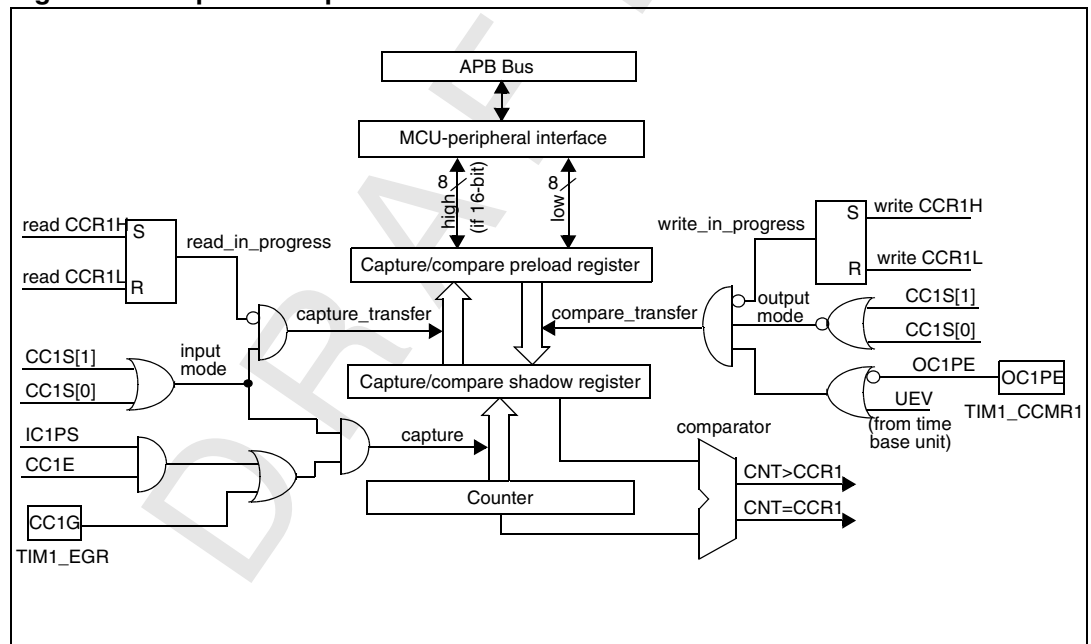 APB Bus
MCU-peripheral interface
8
high
(if 16-bit)
8
low
read CCR1H
S
read_in_progress
read CCR1L
R
write_in_progress
S
write CCR1H
R
write CCR1L
Capture/compare preload register
capture_transfer
compare_transfer
output
mode
CC1S[1]
CC1S[0]
CC1S[1]
CC1S[0]
input
mode
Capture/compare shadow register
OC1PE
OC1PE
UEV
(from time
base unit)
TIM1_CCMR1
IC1PS
CC1E
capture
comparator
CNT>CCR1
CNT=CCR1
Counter
CC1G
TIM1_EGR